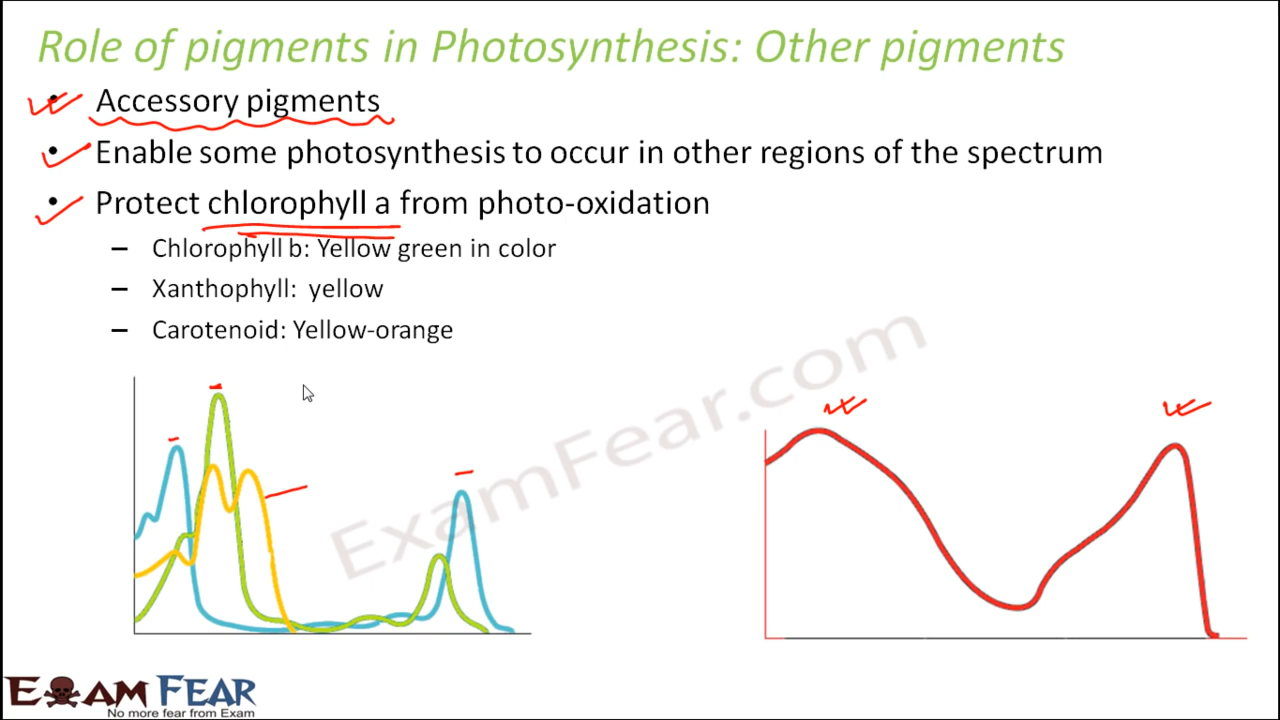 Role of pigments in Photosynthesis: Other pigments
• Accessory pigments
• Enable some photosynthesis to occur in other regions of the spectrum
• Protect chlorophyll a from photo-oxidation
– Chlorophyll b: Yellow green in color
– Xanthophyll: yellow
– Carotenoid: Yellow-orange
ExamFear.com
EXAM FEAR
No more fear from Exam